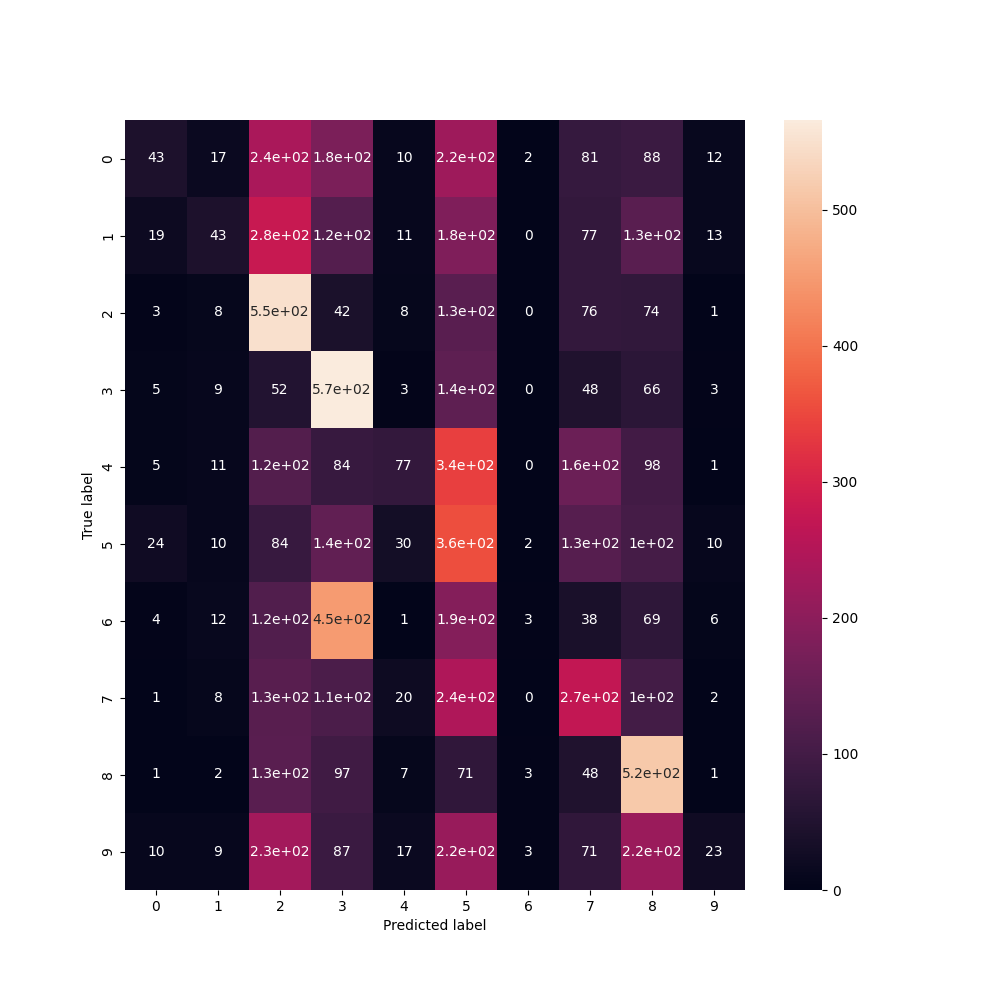 0 43 17 2.4e+02 1.8e+02 10 2.2e+02 2 81 88 12
1 19 43 2.8e+02 1.2e+02 11 1.8e+02 0 77 1.3e+02 13
2 3 8 5.5e+02 42 8 1.3e+02 0 76 74 1
3 5 9 52 5.7e+02 3 1.4e+02 0 48 66 3
4 5 11 1.2e+02 84 77 3.4e+02 0 1.6e+02 98 1
5 24 10 84 1.4e+02 30 3.6e+02 2 1.3e+02 1e+02 10
6 4 12 1.2e+02 4.5e+02 1 1.9e+02 3 38 69 6
7 1 8 1.3e+02 1.1e+02 20 2.4e+02 0 2.7e+02 1e+02 2
8 1 2 1.3e+02 97 7 71 3 48 5.2e+02 1
9 10 9 2.3e+02 87 17 2.2e+02 3 71 2.2e+02 23
0 1 2 3 4 5 6 7 8 9
Predicted label
True label
500
400
300
200
100
0